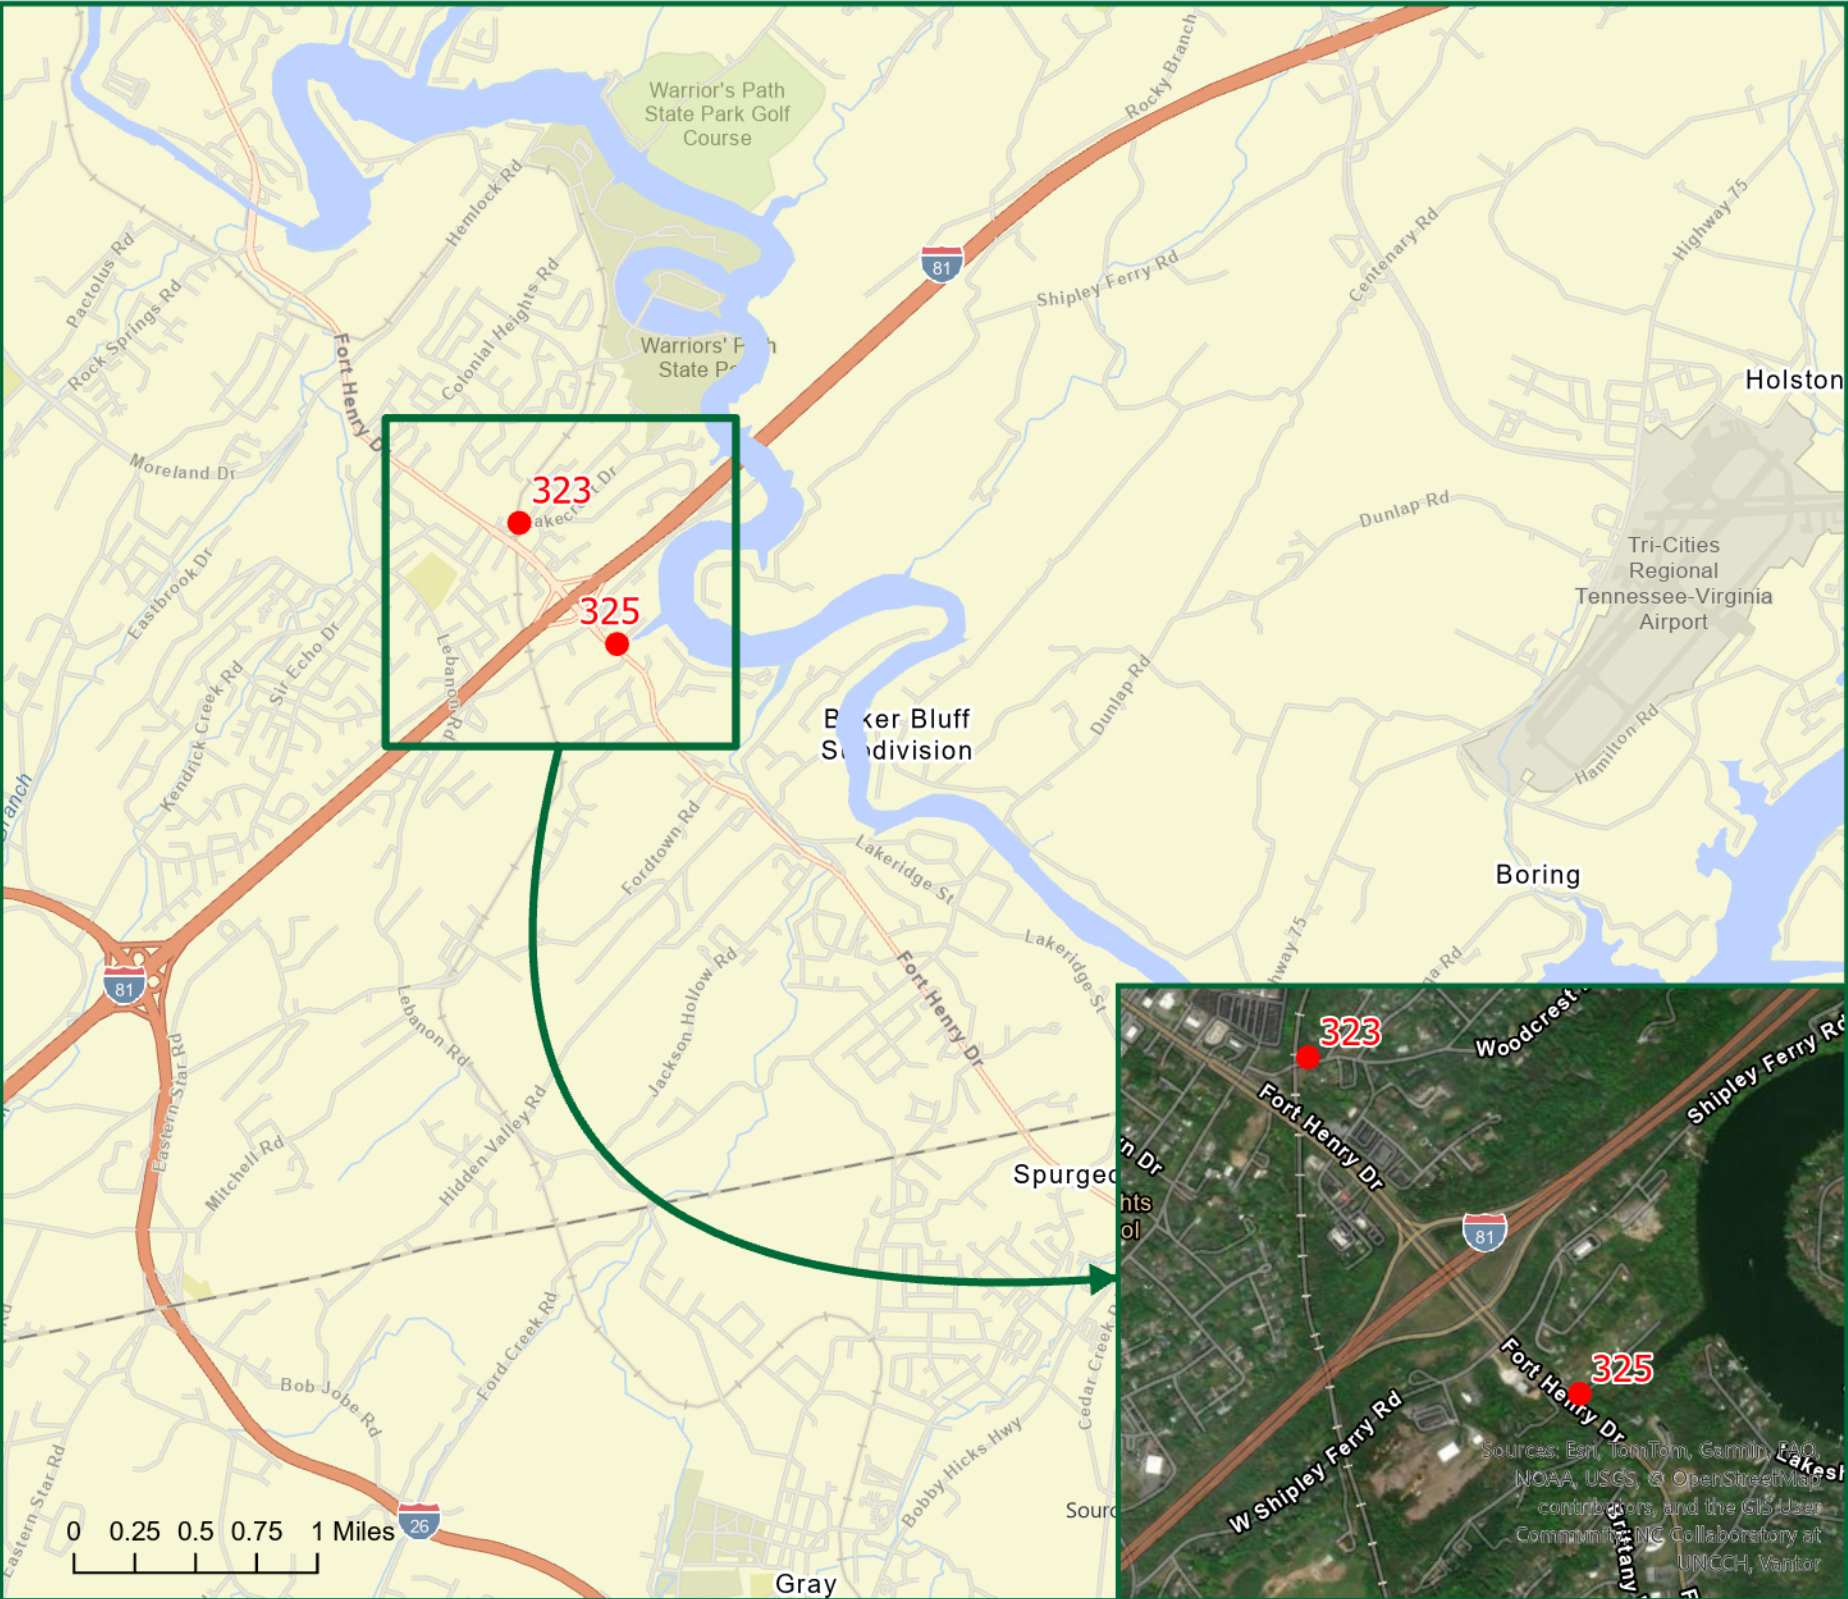 Warrior's Path
State Park Golf
Course
Rocky Branch
Hemlock Rd
Pactolus Rd
Rock Springs Rd
Colonial Heights Rd
81
Shipley Ferry Rd
Centenary Rd
Highway 75
Fort Henry Dr
Warriors'
State
Holston
Moreland Dr
323
Dunlap Rd
Tri-Cities
Regional
Tennessee-Virginia
Airport
Eastbrook Dr
325
Sir Echo Dr
Lebanon Rd
Kendrick Creek Rd
Dunlap Rd
Hamilton Rd
Fordtown Rd
Lakeridge St
Boring
Fort Henry Dr
Lakeridge St
81
Lebanon Rd
Jackson Hollow Rd
Eastern Star Rd
Mitchell Rd
Hidden Valley Rd
Ford Creek Rd
Bob Jobe Rd
Cedar Creek
Bobby Hicks Hwy
Eastern Star Rd
0 0.25 0.5 0.75 1 Miles
26
Gray
323
Woodcrest
Shipley Ferry Rd
Fort Henry Dr
81
325
Fort Henry Dr
W Shipley Ferry Rd
Brittany
Sources: Esri, TomTom, Garmin, FAO,
NOAA, USGS, © OpenStreetMap
contributors, and the GIS User
Community, NC Collaboratory at
UNCCH, Vantor